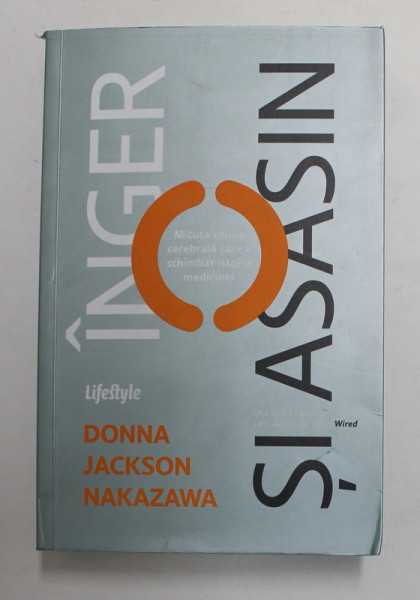 ÎNGER
ȘI ASASIN
Micuța celulă
cerebrală care a
schimbat istoria
medicinei
Lifestyle
Wired
DONNA
JACKSON
NAKAZAWA